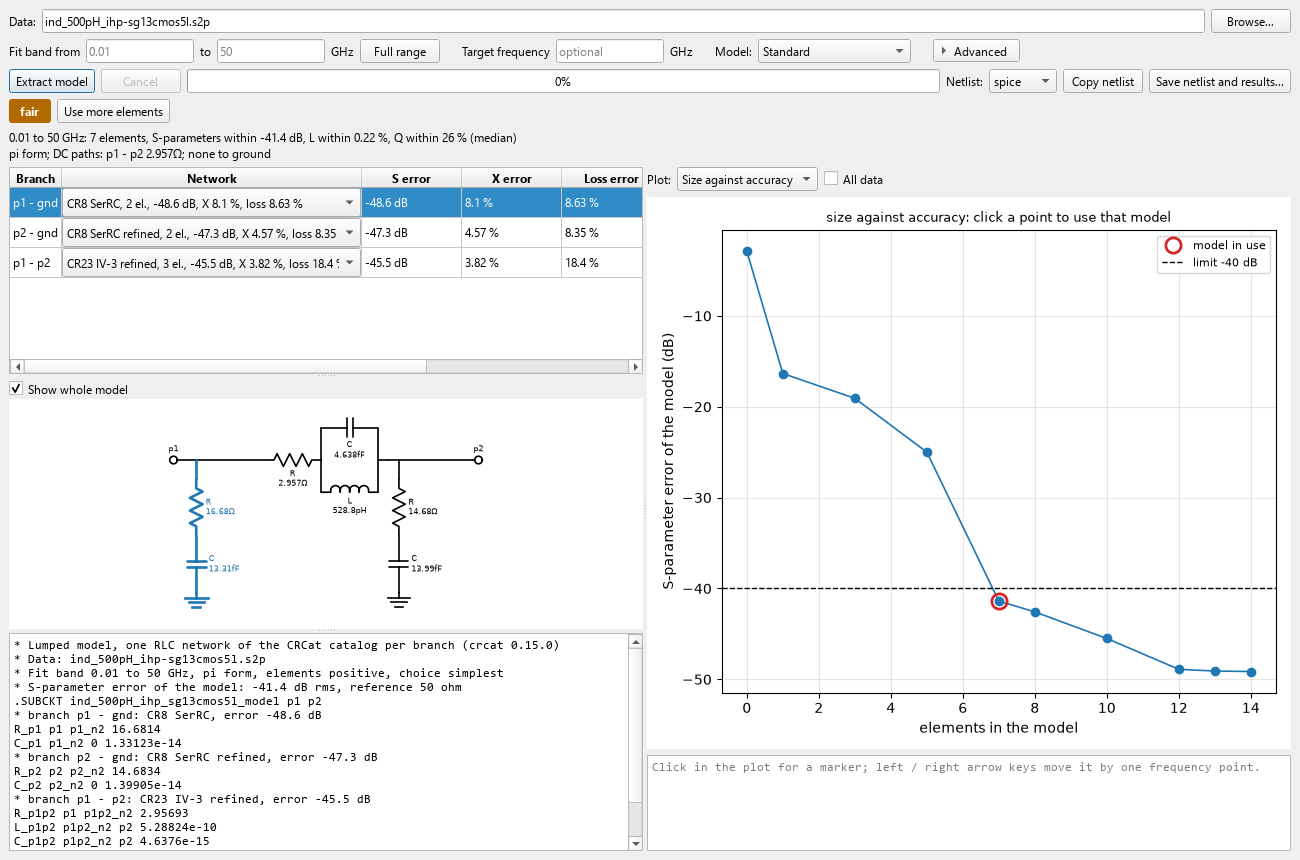 Data: ind_500pH_ihp-sg13cmos5l.s2p Browse...
Fit band from 0.01 to 50 GHz Full range Target frequency optional GHz Model: Standard Advanced
Extract model Cancel 0% Netlist: spice Copy netlist Save netlist and results...
fair Use more elements
0.01 to 50 GHz: 7 elements, S-parameters within -41.4 dB, L within 0.22 %, Q within 26 % (median)
pi form; DC paths: p1 - p2 2.957Ω; none to ground
Branch Network S error X error Loss error
p1 - gnd CR8 SerRC, 2 el., -48.6 dB, X 8.1 %, loss 8.63 % -48.6 dB 8.1 % 8.63 %
p2 - gnd CR8 SerRC refined, 2 el., -47.3 dB, X 4.57 %, loss 8.35 -47.3 dB 4.57 % 8.35 %
p1 - p2 CR23 IV-3 refined, 3 el., -45.5 dB, X 3.82 %, loss 18.4 % -45.5 dB 3.82 % 18.4 %
Show whole model
p1
p2
C
4.638fF
R
2.957Ω
L
528.8pH
R
16.68Ω
R
14.68Ω
C
13.31fF
C
13.99fF
* Lumped model, one RLC network of the CRCat catalog per branch (crcat 0.15.0)
* Data: ind_500pH_ihp-sg13cmos5l.s2p
* Fit band 0.01 to 50 GHz, pi form, elements positive, choice simplest
* S-parameter error of the model: -41.4 dB rms, reference 50 ohm
.SUBCKT ind_500pH_ihp_sg13cmos5l_model p1 p2
* branch p1 - gnd: CR8 SerRC, error -48.6 dB
R_p1 p1 p1_n2 16.6814
C_p1 p1_n2 0 1.33123e-14
* branch p2 - gnd: CR8 SerRC refined, error -47.3 dB
R_p2 p2 p2_n2 14.6834
C_p2 p2_n2 0 1.39905e-14
* branch p1 - p2: CR23 IV-3 refined, error -45.5 dB
R_p1p2 p1 p1p2_n2 2.95693
L_p1p2 p1p2_n2 p2 5.28824e-10
C_p1p2 p1p2_n2 p2 4.6376e-15
Plot: Size against accuracy All data
size against accuracy: click a point to use that model
model in use
limit -40 dB
S-parameter error of the model (dB)
−10
−20
−30
−40
−50
0 2 4 6 8 10 12 14
elements in the model
Click in the plot for a marker; left / right arrow keys move it by one frequency point.